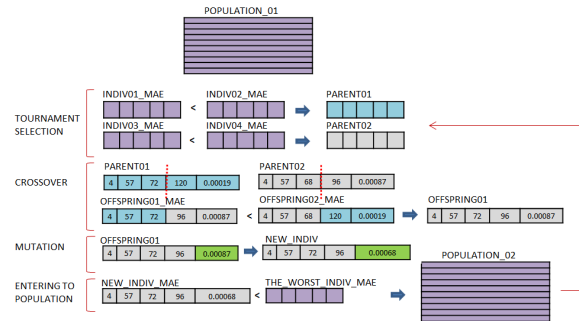 POPULATION_01
INDIV01_MAE < INDIV02_MAE PARENT01
TOURNAMENT SELECTION
INDIV03_MAE < INDIV04_MAE PARENT02
CROSSOVER
PARENT01 PARENT02
4 57 72 120 0.00019 4 57 68 96 0.00087
OFFSPRING01_MAE < OFFSPRING02_MAE OFFSPRING01
4 57 72 96 0.00087 4 57 68 120 0.00019 4 57 72 96 0.00087
MUTATION
OFFSPRING01 NEW_INDIV
4 57 72 96 0.00087 4 57 72 96 0.00068
POPULATION_02
ENTERING TO POPULATION
NEW_INDIV_MAE < THE_WORST_INDIV_MAE
4 57 72 96 0.00068